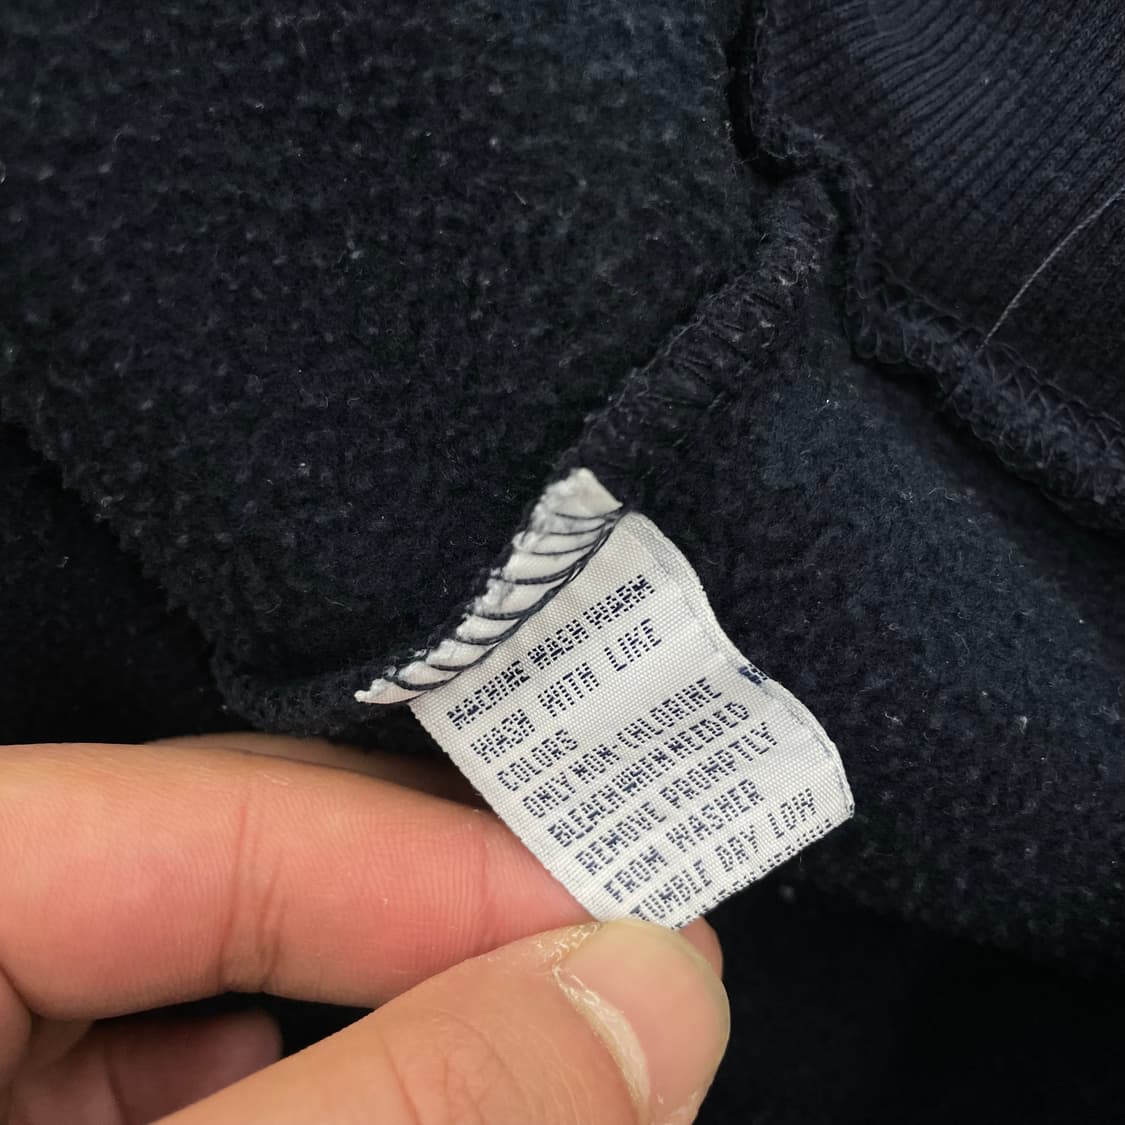 MACHINE WASH WARM
WASH WITH LIKE
COLORS
ONLY NON-CHLORINE
BLEACH WHEN NEEDED
REMOVE PROMPTLY
FROM WASHER
TUMBLE DRY LOW